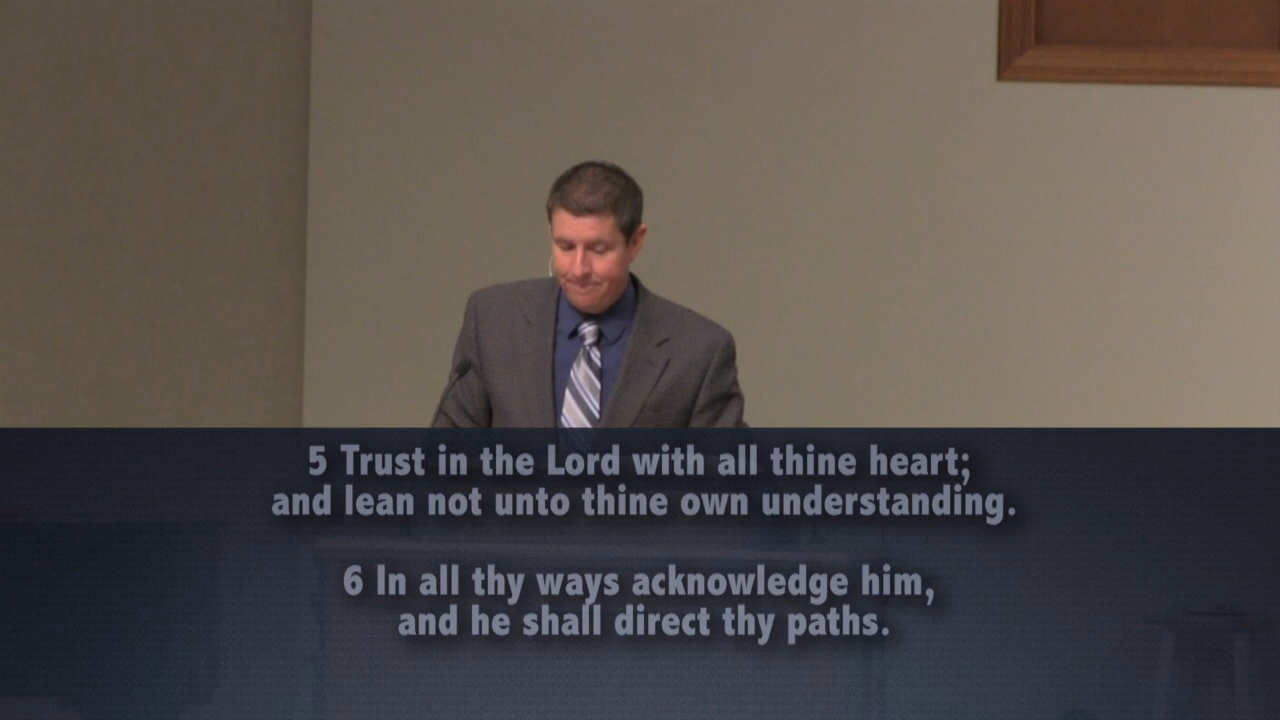 5 Trust in the Lord with all thine heart;
and lean not unto thine own understanding.
6 In all thy ways acknowledge him,
and he shall direct thy paths.